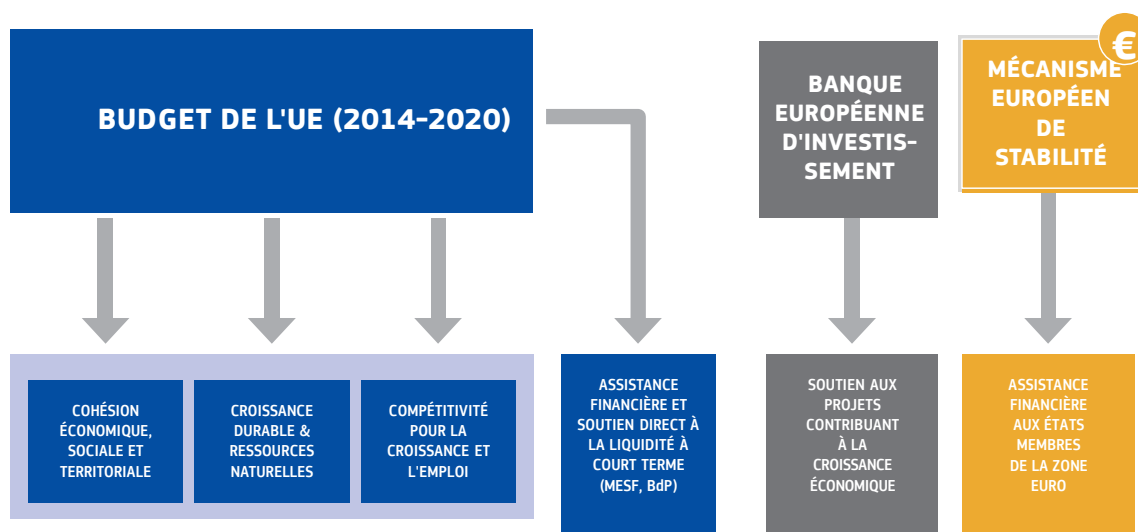 BUDGET DE L'UE (2014-2020)
BANQUE
EUROPÉENNE
D'INVESTIS-
SEMENT
€
MÉCANISME
EUROPÉEN
DE
STABILITÉ
COHÉSION
ÉCONOMIQUE,
SOCIALE ET
TERRITORIALE
CROISSANCE
DURABLE &
RESSOURCES
NATURELLES
COMPÉTITIVITÉ
POUR LA
CROISSANCE ET
L'EMPLOI
ASSISTANCE
FINANCIÈRE ET
SOUTIEN DIRECT À
LA LIQUIDITÉ À
COURT TERME
(MESF, BdP)
SOUTIEN AUX
PROJETS
CONTRIBUANT
À LA
CROISSANCE
ÉCONOMIQUE
ASSISTANCE
FINANCIÈRE
AUX ÉTATS
MEMBRES
DE LA ZONE
EURO